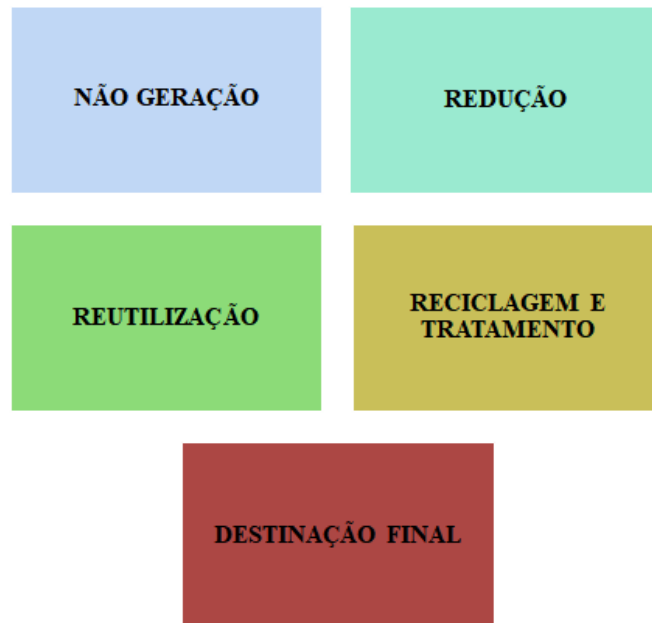 NÃO GERAÇÃO
REDUÇÃO
REUTILIZAÇÃO
RECICLAGEM E
TRATAMENTO
DESTINAÇÃO FINAL